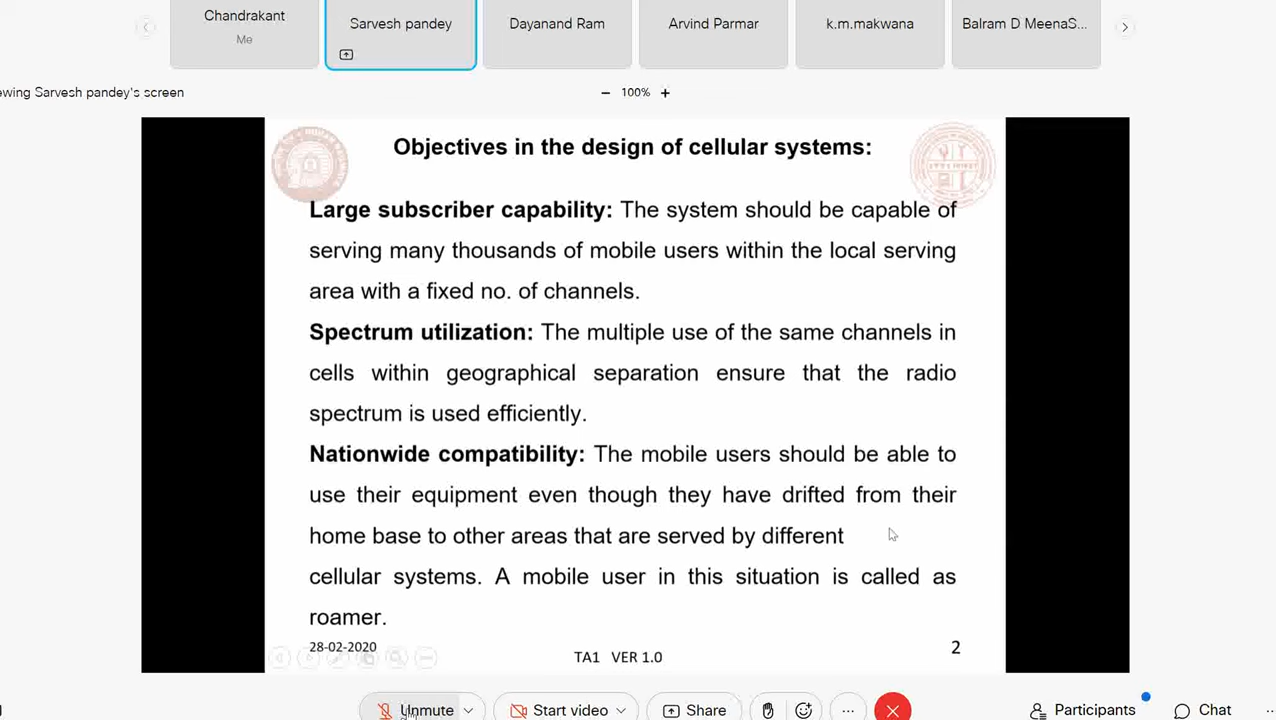 Chandrakant
Me
Sarvesh pandey
Dayanand Ram
Arvind Parmar
k.m.makwana
Balram D MeenaS...
ewing Sarvesh pandey's screen
100%
Objectives in the design of cellular systems:
Large subscriber capability: The system should be capable of
serving many thousands of mobile users within the local serving
area with a fixed no. of channels.
Spectrum utilization: The multiple use of the same channels in
cells within geographical separation ensure that the radio
spectrum is used efficiently.
Nationwide compatibility: The mobile users should be able to
use their equipment even though they have drifted from their
home base to other areas that are served by different
cellular systems. A mobile user in this situation is called as
roamer.
28-02-2020
TA1 VER 1.0
2
Unmute
Start video
Share
Participants
Chat